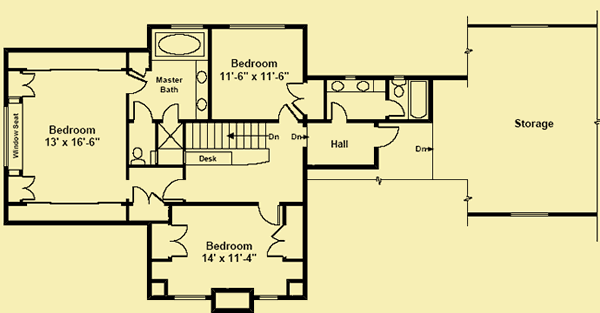 Bedroom
11'-6" x 11'-6"
Master
Bath
Storage
Bedroom
13' x 16'-6"
Window Seat
Dn
Dn
Hall
Dn
Desk
Bedroom
14' x 11'-4"